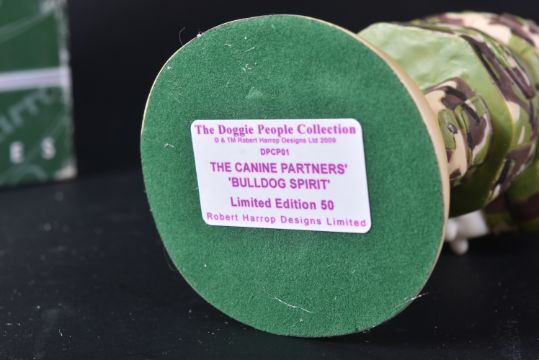 The Doggie People Collection
© & TM Robert Harrop Designs Ltd 2009
DPCP01
THE CANINE PARTNERS'
'BULLDOG SPIRIT'
Limited Edition 50
Robert Harrop Designs Limited
E S